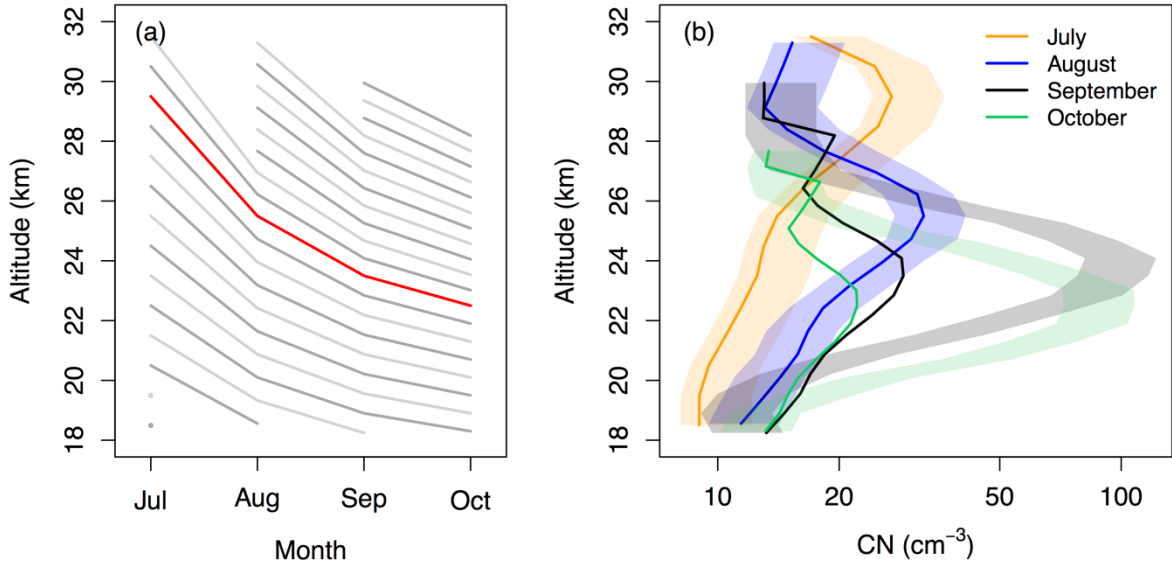 (a)
32
30
28
26
24
22
20
18
Altitude (km)
Jul Aug Sep Oct
Month
(b)
July
August
September
October
32
30
28
26
24
22
20
18
Altitude (km)
10 20 50 100
CN (cm⁻³)